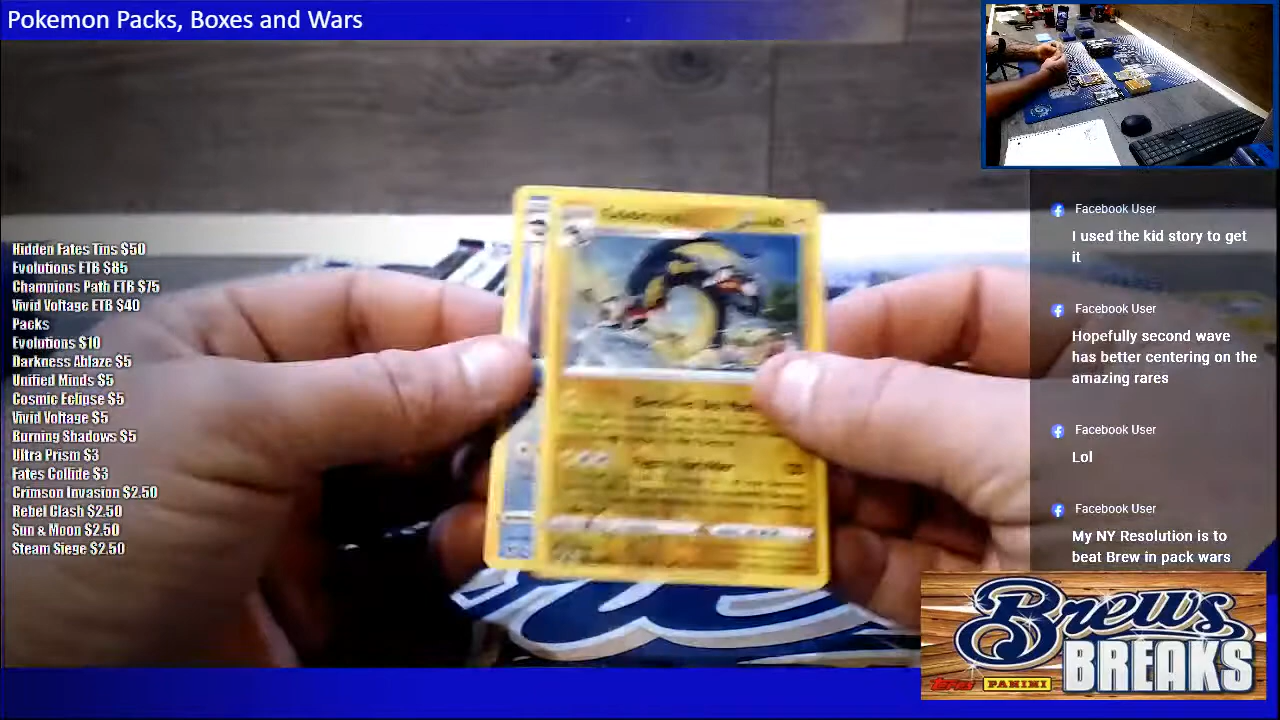 Pokemon Packs, Boxes and Wars
Hidden Fates Tins $50
Evolutions ETB $85
Champions Path ETB $75
Vivid Voltage ETB $40
Packs
Evolutions $10
Darkness Ablaze $5
Unified Minds $5
Cosmic Eclipse $5
Vivid Voltage $5
Burning Shadows $5
Ultra Prism $3
Fates Collide $3
Crimson Invasion $2.50
Rebel Clash $2.50
Sun & Moon $2.50
Steam Siege $2.50
Facebook User
I used the kid story to get
it
Facebook User
Hopefully second wave
has better centering on the
amazing rares
Facebook User
Lol
Facebook User
My NY Resolution is to
beat Brew in pack wars
Brews
BREAKS
Topps PANINI